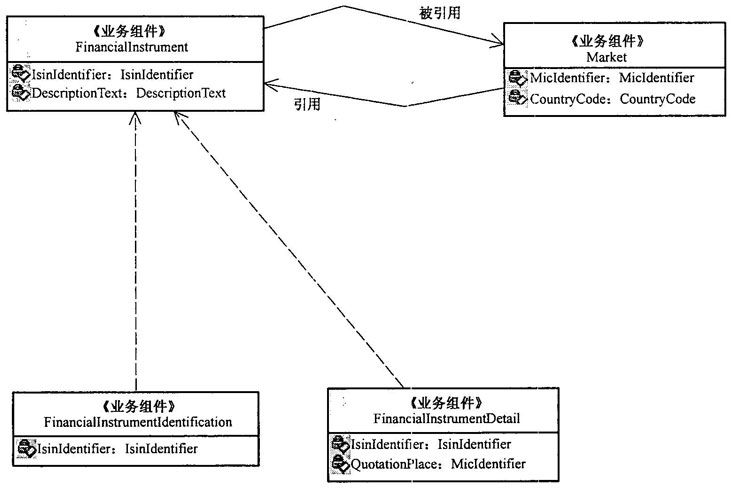 《业务组件》
FinancialInstrument
IsinIdentifier：IsinIdentifier
DescriptionText：DescriptionText
被引用
引用
《业务组件》
Market
MicIdentifier：MicIdentifier
CountryCode：CountryCode
《业务组件》
FinancialInstrumentIdentification
IsinIdentifier：IsinIdentifier
《业务组件》
FinancialInstrumentDetail
IsinIdentifier：IsinIdentifier
QuotationPlace：MicIdentifier